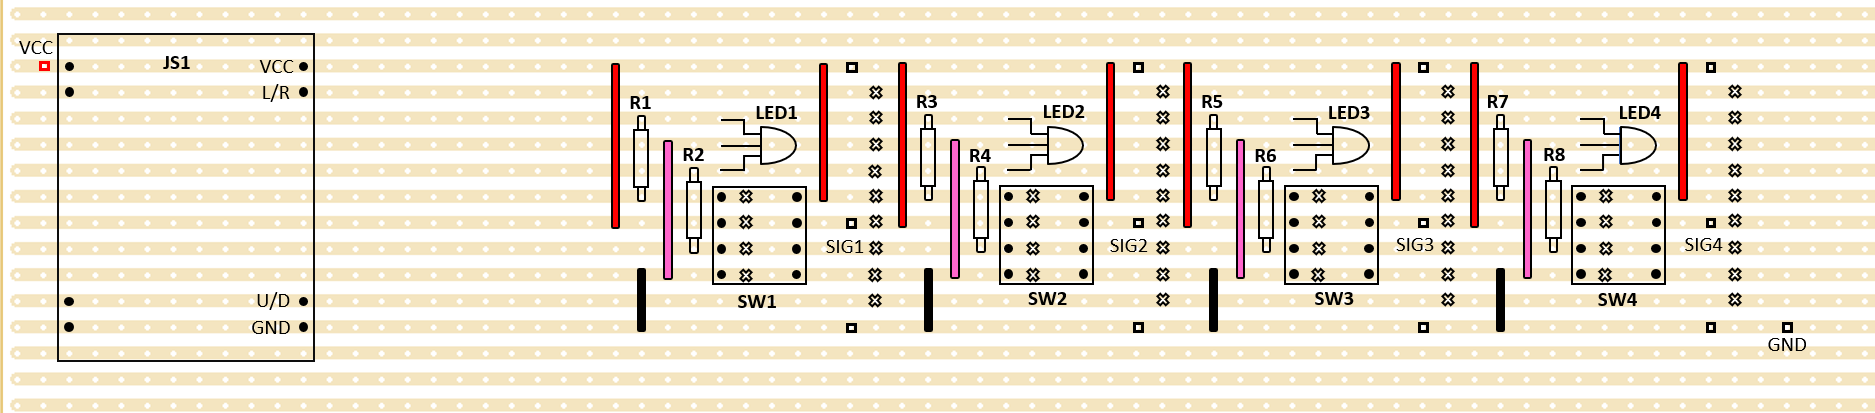 VCC
JS1
VCC
L/R
U/D
GND
R1
R2
LED1
SW1
SIG1
R3
R4
LED2
SW2
SIG2
R5
R6
LED3
SW3
SIG3
R7
R8
LED4
SW4
SIG4
GND